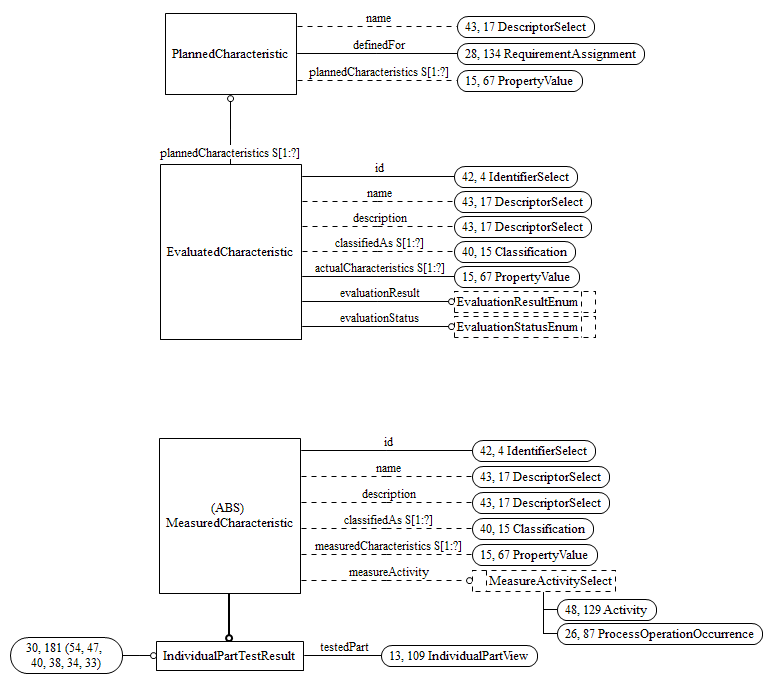 name
43, 17 DescriptorSelect
PlannedCharacteristic
definedFor
28, 134 RequirementAssignment
plannedCharacteristics S[1:?]
15, 67 PropertyValue
plannedCharacteristics S[1:?]
id
42, 4 IdentifierSelect
name
43, 17 DescriptorSelect
description
43, 17 DescriptorSelect
EvaluatedCharacteristic
classifiedAs S[1:?]
40, 15 Classification
actualCharacteristics S[1:?]
15, 67 PropertyValue
evaluationResult
EvaluationResultEnum
evaluationStatus
EvaluationStatusEnum
id
42, 4 IdentifierSelect
name
43, 17 DescriptorSelect
description
43, 17 DescriptorSelect
(ABS)
MeasuredCharacteristic
classifiedAs S[1:?]
40, 15 Classification
measuredCharacteristics S[1:?]
15, 67 PropertyValue
measureActivity
MeasureActivitySelect
48, 129 Activity
26, 87 ProcessOperationOccurrence
30, 181 (54, 47,
40, 38, 34, 33)
IndividualPartTestResult
testedPart
13, 109 IndividualPartView